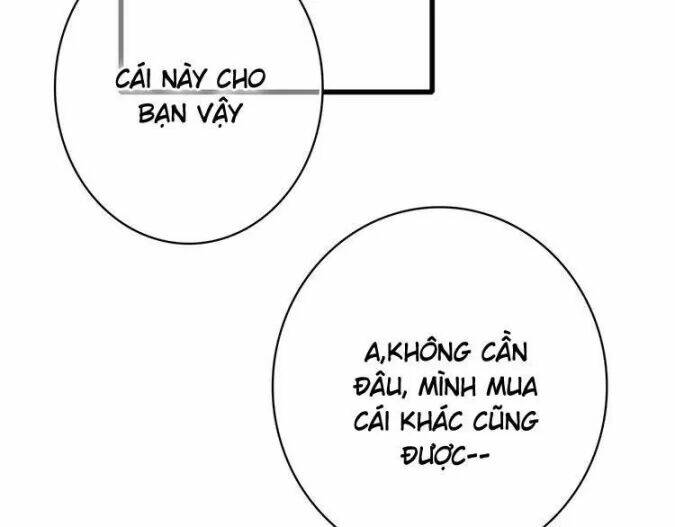 CÁI NÀY CHO
BẠN VẬY
A,KHÔNG CẦN
ĐÂU, MÌNH MUA
CÁI KHÁC CŨNG
ĐƯỢC--